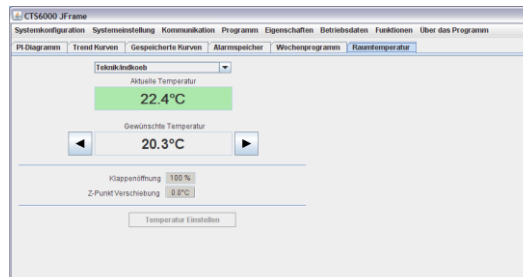 CTS6000 JFrame
Systemkonfiguration Systemeinstellung Kommunikation Programm Eigenschaften Betriebsdaten Funktionen Über das Programm
PI-Diagramm Trend Kurven Gespeicherte Kurven Alarmspeicher Wochenprogramm Raumtemperatur
Teknik/indkoeb
Aktuelle Temperatur
22.4°C
Gewünschte Temperatur
20.3°C
Klappenöffnung 100 %
Z-Punkt Verschiebung 0.0°C
Temperatur Einstellen